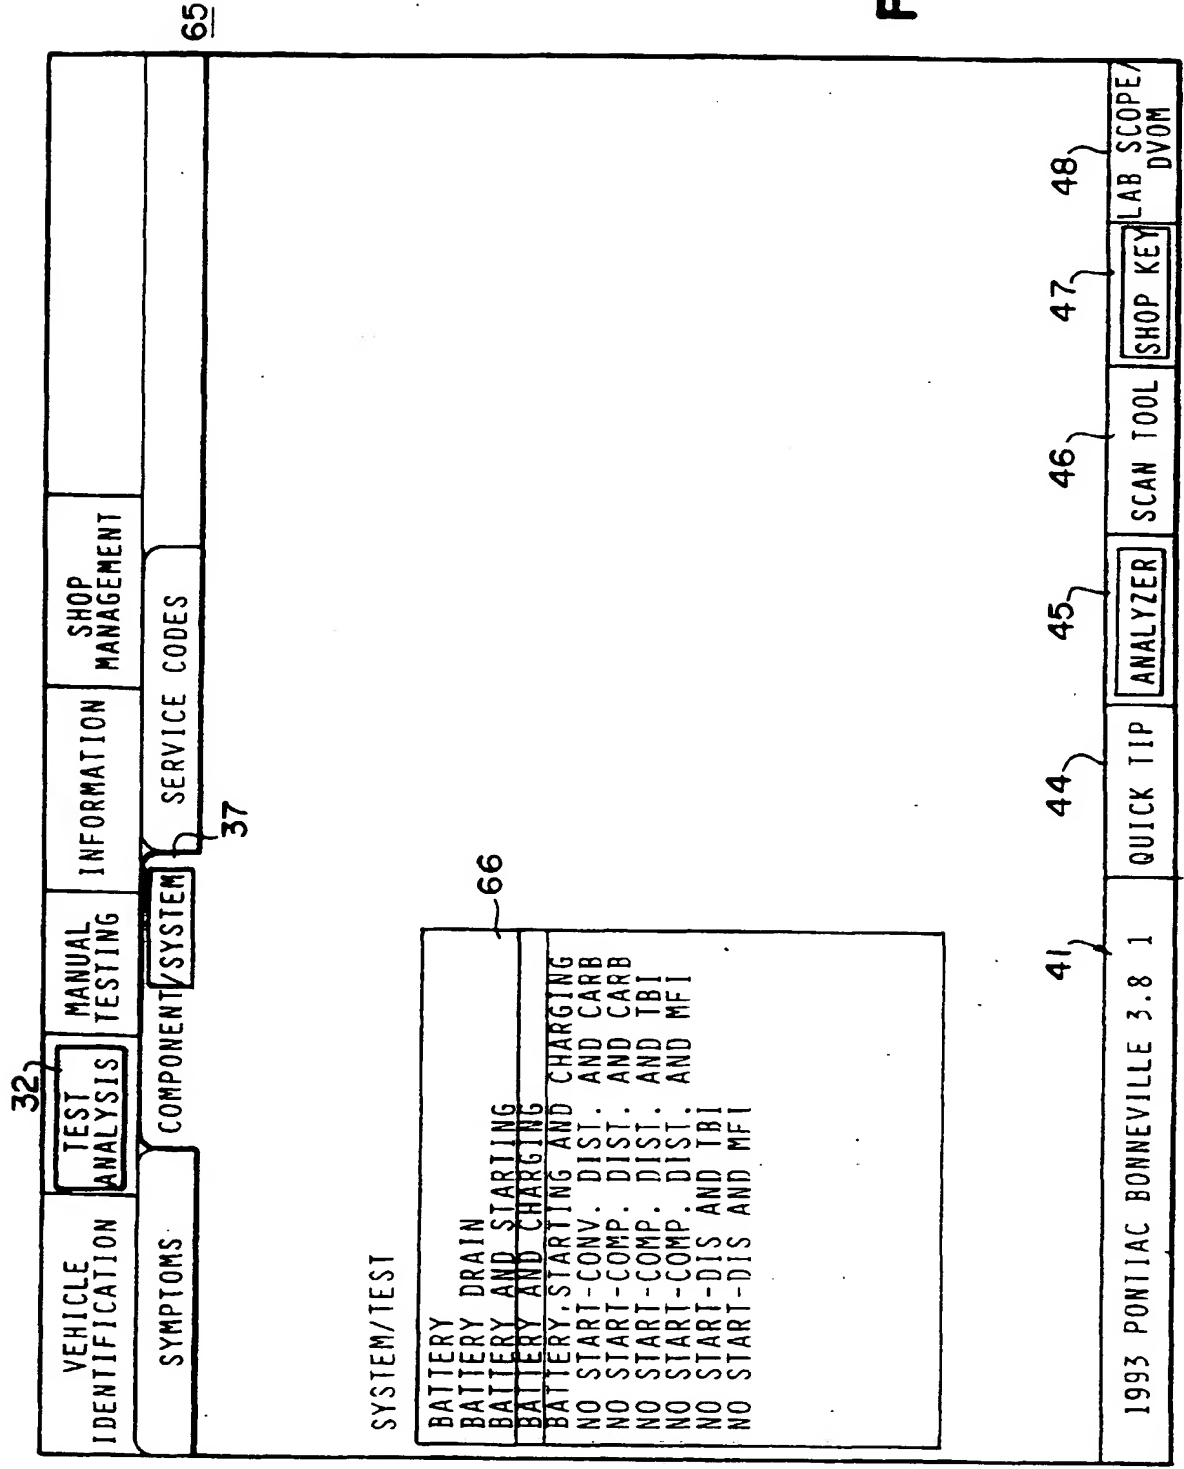 65
F
32
VEHICLE
IDENTIFICATION
TEST
ANALYSIS
MANUAL
TESTING
INFORMATION
SHOP
MANAGEMENT
SYMPTOMS
COMPONENT/SYSTEM
SERVICE CODES
37
SYSTEM/TEST
66
BATTERY
BATTERY DRAIN
BATTERY AND STARTING
BATTERY AND CHARGING
BATTERY,STARTING AND CHARGING
NO START-CONV. DIST. AND CARB
NO START-COMP. DIST. AND CARB
NO START-COMP. DIST. AND TBI
NO START-COMP. DIST. AND MFI
NO START-DIS AND TBI
NO START-DIS AND MFI
41
44
45
46
47
48
1993 PONTIAC BONNEVILLE 3.8 1
QUICK TIP
ANALYZER
SCAN TOOL
SHOP KEY
LAB SCOPE/
DVOM